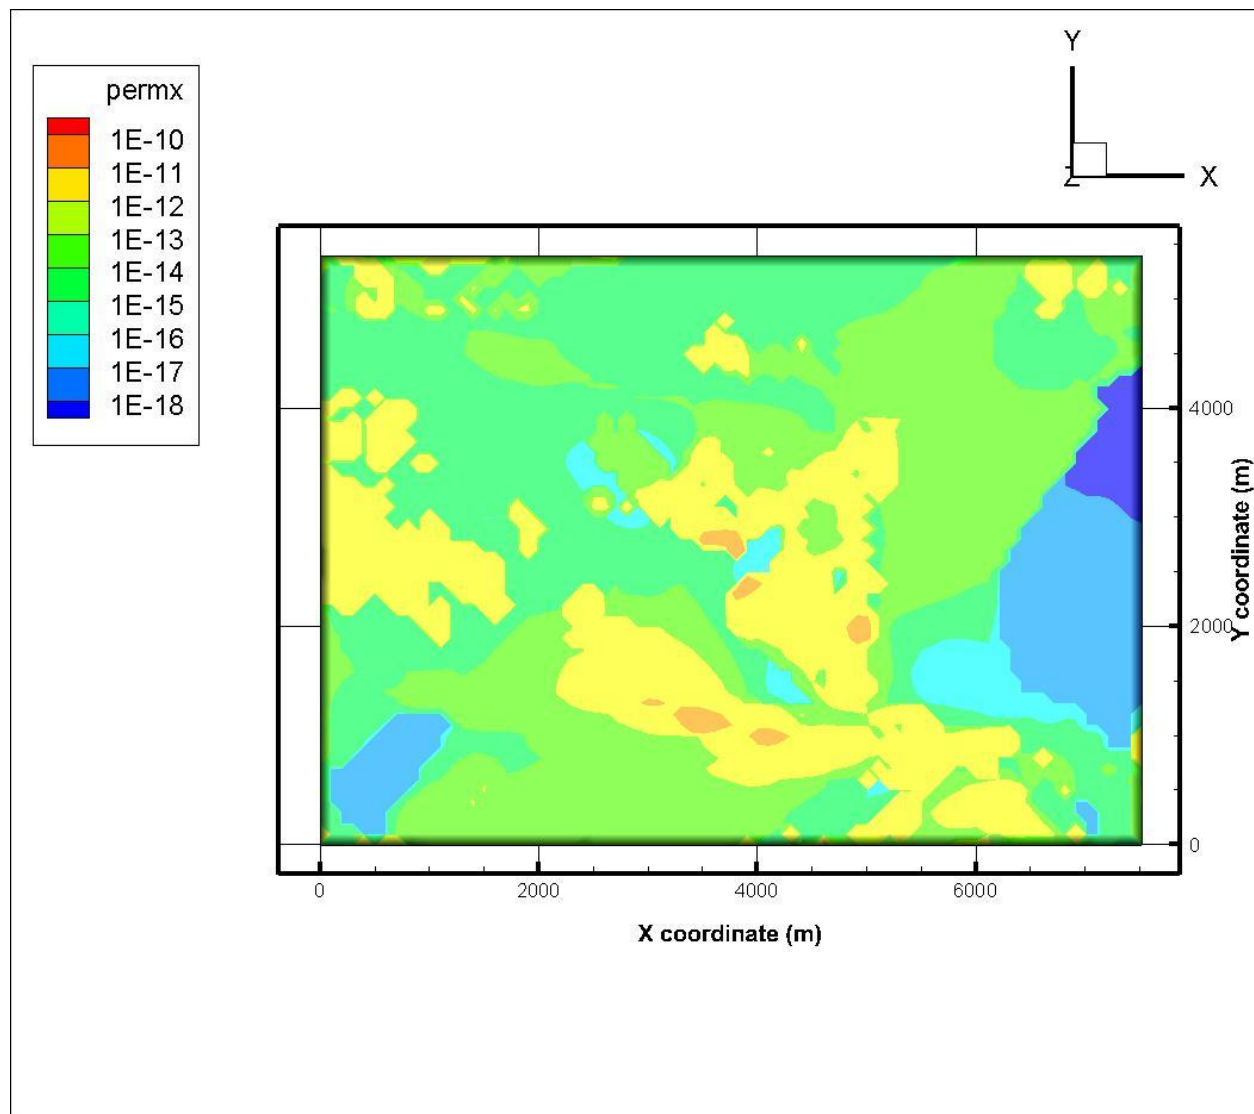 permx
1E-10
1E-11
1E-12
1E-13
1E-14
1E-15
1E-16
1E-17
1E-18
Y
Z
X
4000
2000
0
Y coordinate (m)
0
2000
4000
6000
X coordinate (m)